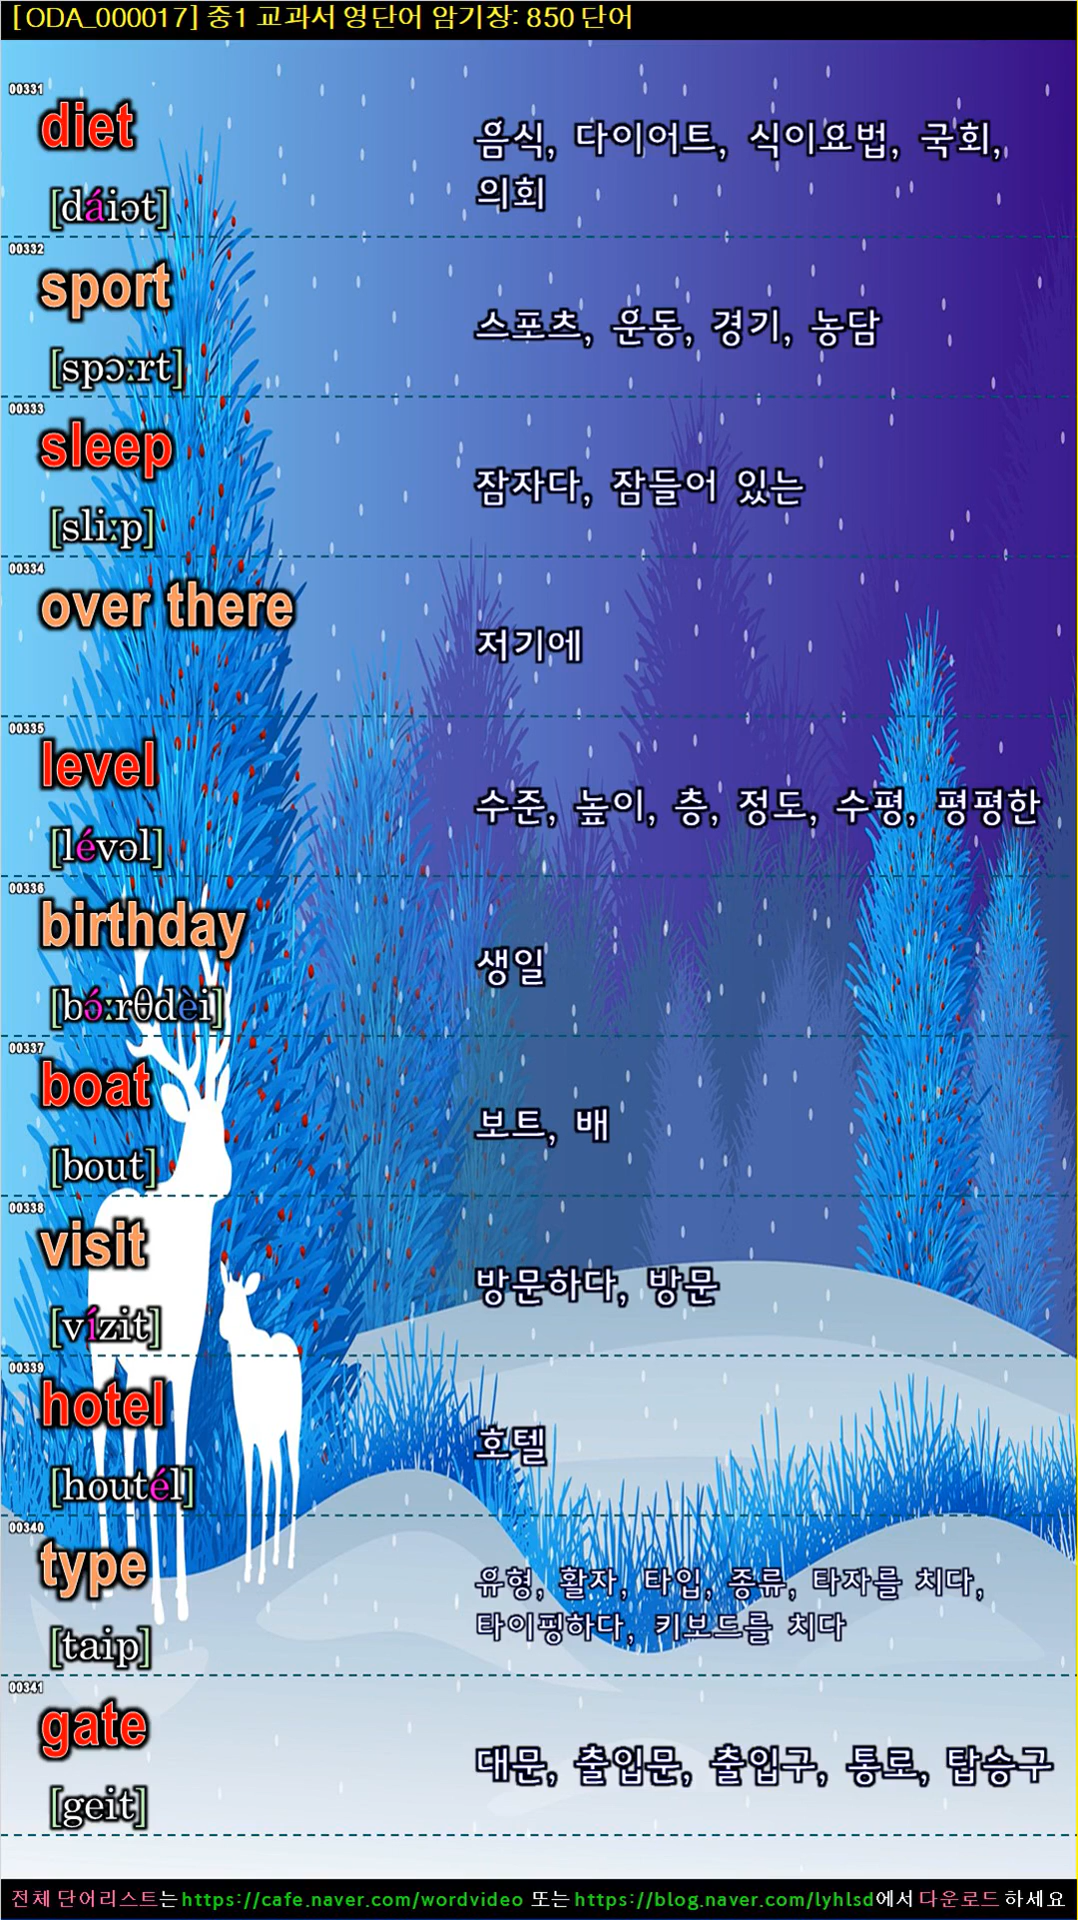 [ODA_000017] 중1 교과서 영단어 암기장: 850 단어
00331
diet
[dáiət]
음식, 다이어트, 식이요법, 국회,
의회
00332
sport
[spɔːrt]
스포츠, 운동, 경기, 농담
00333
sleep
[sliːp]
잠자다, 잠들어 있는
00334
over there
저기에
00335
level
[lévəl]
수준, 높이, 층, 정도, 수평, 평평한
00336
birthday
[bɔ́ːrθdèi]
생일
00337
boat
[bout]
보트, 배
00338
visit
[vízit]
방문하다, 방문
00339
hotel
[houtél]
호텔
00340
type
[taip]
유형, 활자, 타입, 종류, 타자를 치다,
타이핑하다, 키보드를 치다
00341
gate
[geit]
대문, 출입문, 출입구, 통로, 탑승구
전체 단어리스트는 https://cafe.naver.com/wordvideo 또는 https://blog.naver.com/lyhlsd에서 다운로드 하세요